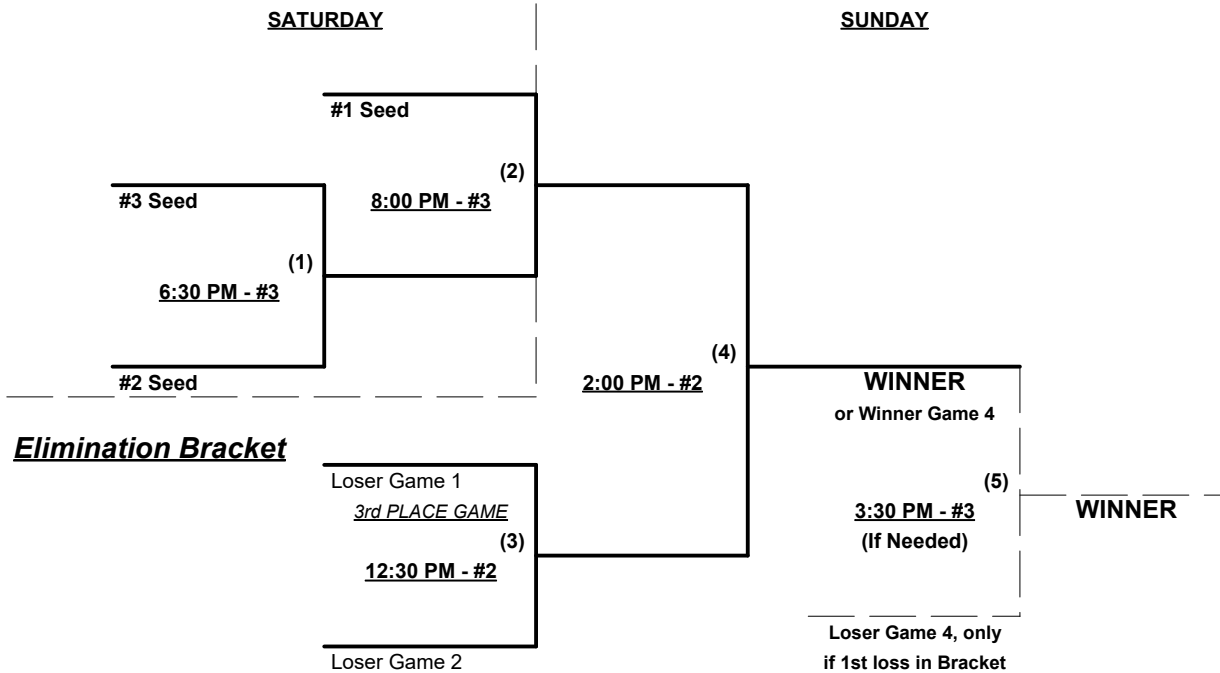 SATURDAY
SUNDAY
#1 Seed
(2)
8:00 PM - #3
#3 Seed
(1)
6:30 PM - #3
#2 Seed
(4)
2:00 PM - #2
WINNER
or Winner Game 4
Elimination Bracket
Loser Game 1
3rd PLACE GAME
(3)
12:30 PM - #2
Loser Game 2
(5)
3:30 PM - #3
(If Needed)
WINNER
Loser Game 4, only
if 1st loss in Bracket